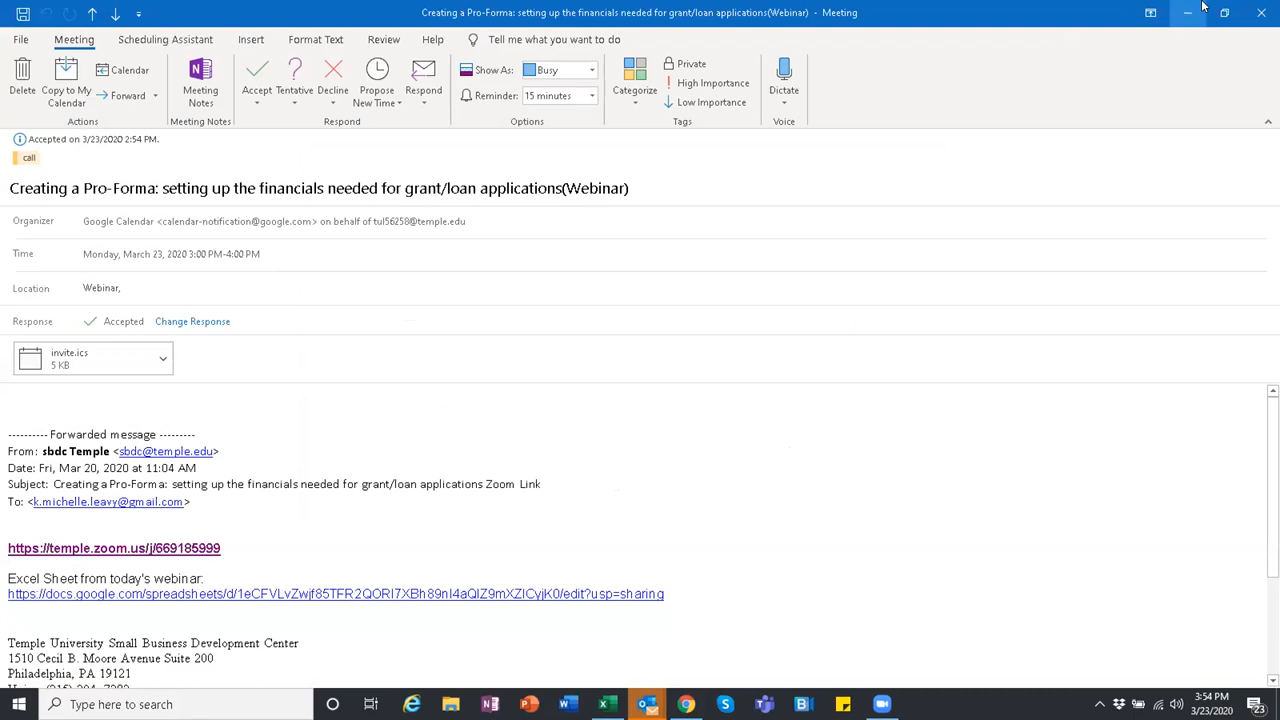 Creating a Pro-Forma: setting up the financials needed for grant/loan applications(Webinar) - Meeting
File Meeting Scheduling Assistant Insert Format Text Review Help Tell me what you want to do
Delete
Copy to My Calendar
Calendar
Forward
Actions
Meeting Notes
Meeting Notes
Accept
Tentative
Decline
Propose New Time
Respond
Respond
Show As: Busy
Reminder: 15 minutes
Options
Categorize
Private
High Importance
Low Importance
Tags
Dictate
Voice
Accepted on 3/23/2020 2:54 PM.
call
Creating a Pro-Forma: setting up the financials needed for grant/loan applications(Webinar)
Organizer Google Calendar <calendar-notification@google.com> on behalf of tul56258@temple.edu
Time Monday, March 23, 2020 3:00 PM-4:00 PM
Location Webinar,
Response Accepted Change Response
invite.ics
5 KB
---------- Forwarded message ---------
From: sbdc Temple <sbdc@temple.edu>
Date: Fri, Mar 20, 2020 at 11:04 AM
Subject: Creating a Pro-Forma: setting up the financials needed for grant/loan applications Zoom Link
To: <k.michelle.leavy@gmail.com>
https://temple.zoom.us/j/669185999
Excel Sheet from today's webinar:
https://docs.google.com/spreadsheets/d/1eCFVLvZwjf85TFR2QORI7XBh89nI4aQlZ9mXZICyjK0/edit?usp=sharing
Temple University Small Business Development Center
1510 Cecil B. Moore Avenue Suite 200
Philadelphia, PA 19121
Type here to search
3:54 PM
3/23/2020
23